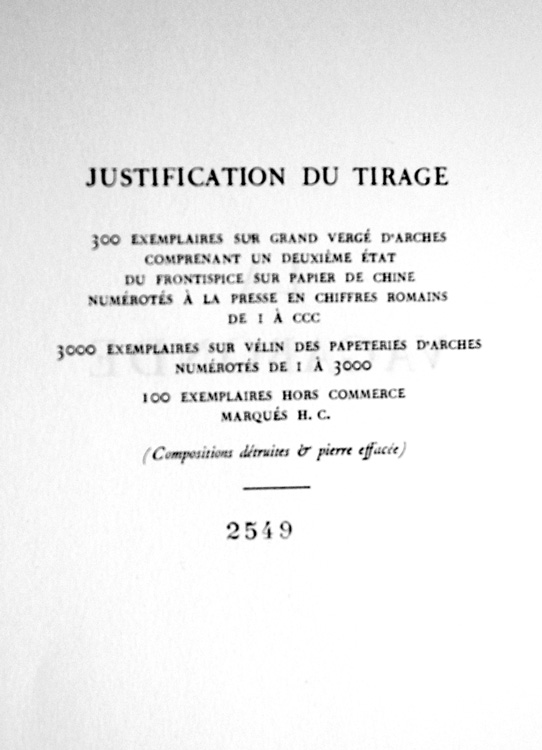 JUSTIFICATION DU TIRAGE
300 EXEMPLAIRES SUR GRAND VERGÉ D'ARCHES
COMPRENANT UN DEUXIÈME ÉTAT
DU FRONTISPICE SUR PAPIER DE CHINE
NUMÉROTÉS À LA PRESSE EN CHIFFRES ROMAINS
DE I À CCC
3000 EXEMPLAIRES SUR VÉLIN DES PAPETERIES D'ARCHES
NUMÉROTÉS DE 1 À 3000
100 EXEMPLAIRES HORS COMMERCE
MARQUÉS H. C.
(Compositions détruites & pierre effacée)
2549